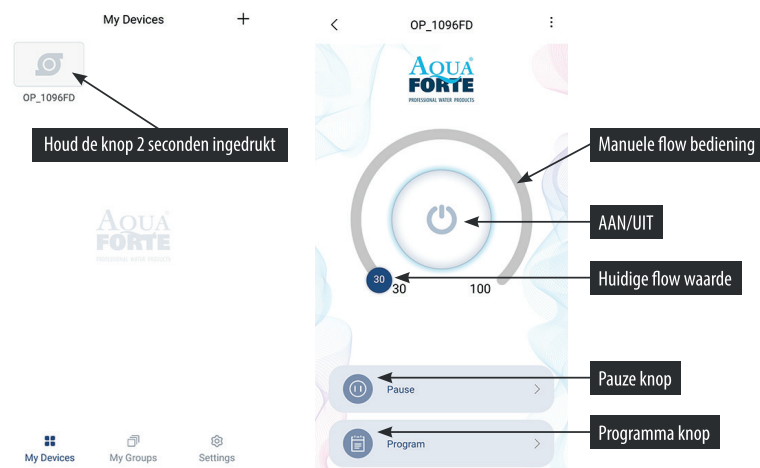 My Devices
+
OP_1096FD
Houd de knop 2 seconden ingedrukt
AQUA
FORTE
PROFESSIONAL WATER PRODUCTS
My Devices
My Groups
Settings
OP_1096FD
AQUA
FORTE
PROFESSIONAL WATER PRODUCTS
Manuele flow bediening
AAN/UIT
Huidige flow waarde
30
30
100
Pauze knop
Pause
Programma knop
Program